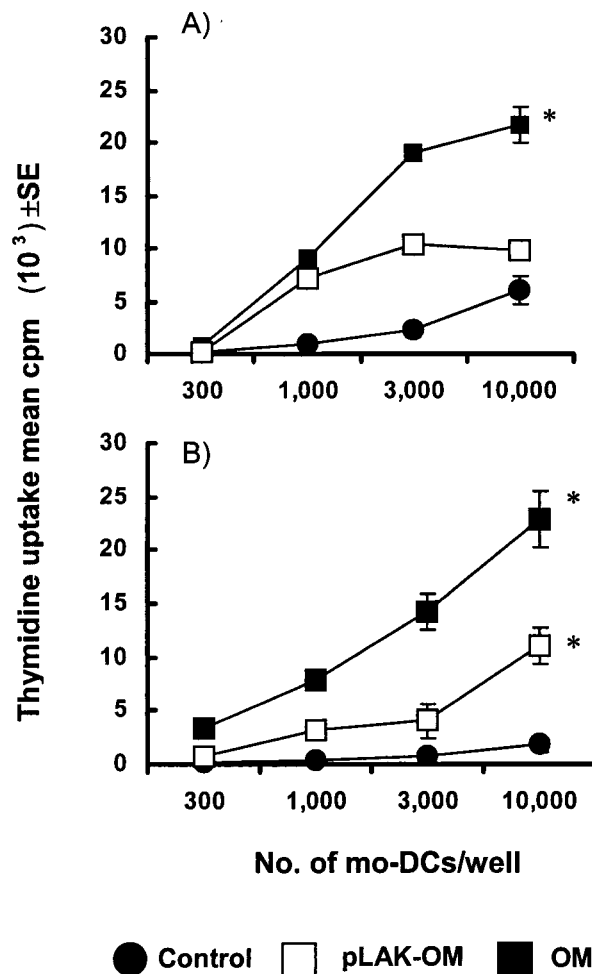 A)
30
25
20
15
10
5
0
*
300 1,000 3,000 10,000
Thymidine uptake mean cpm (10³) ±SE
B)
30
25
20
15
10
5
0
*
*
300 1,000 3,000 10,000
No. of mo-DCs/well
Control pLAK-OM OM